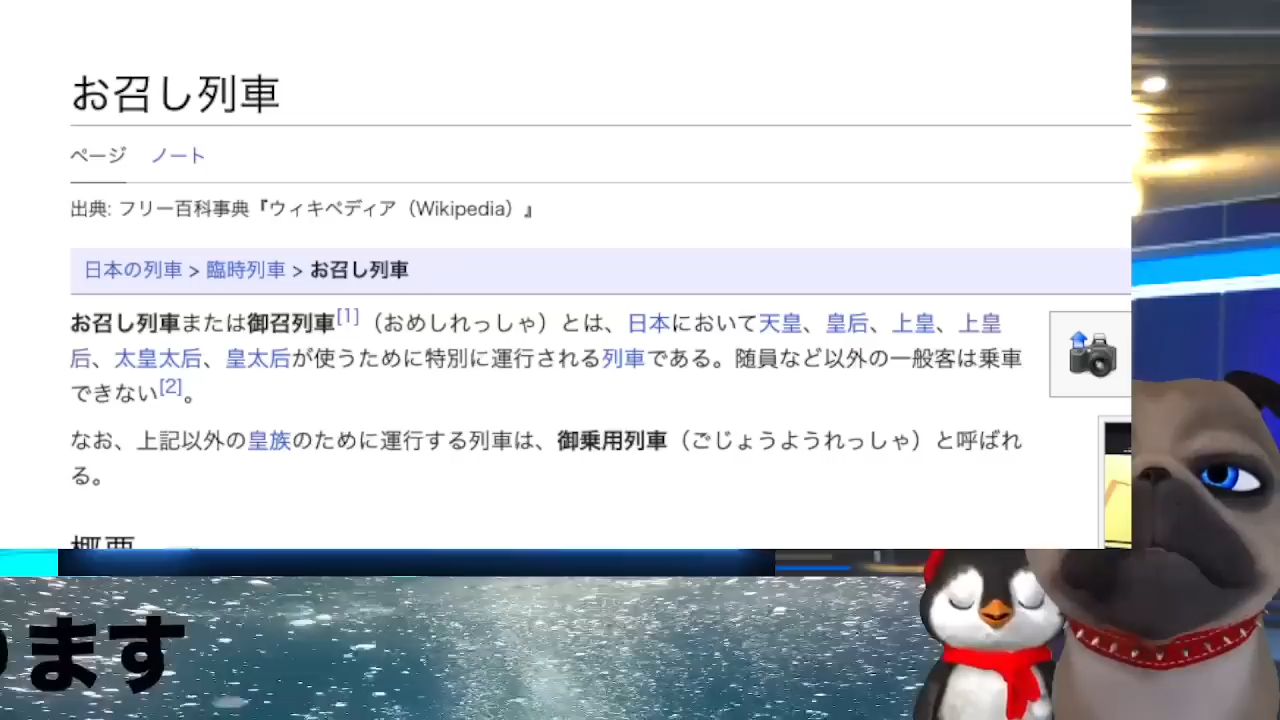 お召し列車
ページ ノート
出典: フリー百科事典『ウィキペディア（Wikipedia）』
日本の列車 > 臨時列車 > お召し列車
お召し列車または御召列車[1]（おめしれっしゃ）とは、日本において天皇、皇后、上皇、上皇
后、太皇太后、皇太后が使うために特別に運行される列車である。随員など以外の一般客は乗車
できない[2]。
なお、上記以外の皇族のために運行する列車は、御乗用列車（ごじょうようれっしゃ）と呼ばれ
る。
概要
ります